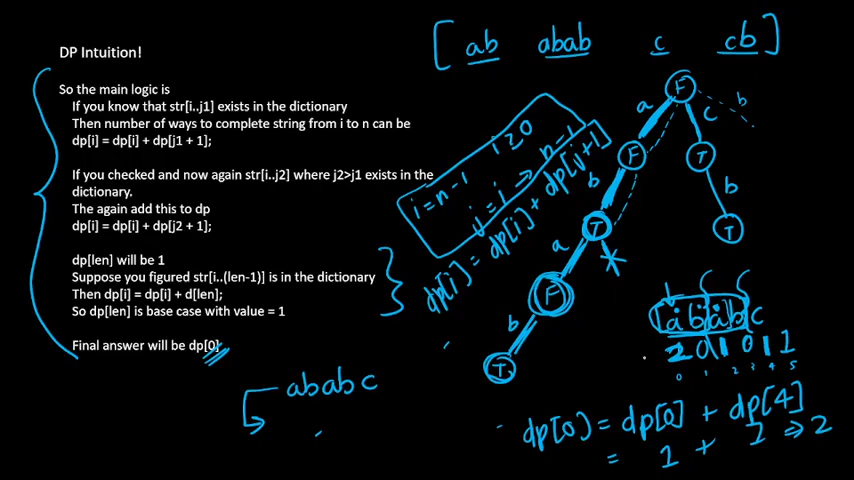 [ ab abab c cb ]
DP Intuition!
So the main logic is
If you know that str[i..j1] exists in the dictionary
Then number of ways to complete string from i to n can be
dp[i] = dp[i] + dp[j1 + 1];
If you checked and now again str[i..j2] where j2>j1 exists in the
dictionary.
The again add this to dp
dp[i] = dp[i] + dp[j2 + 1];
dp[len] will be 1
Suppose you figured str[i..(len-1)] is in the dictionary
Then dp[i] = dp[i] + d[len];
So dp[len] is base case with value = 1
Final answer will be dp[0]
ababc
i=n-1 i≥0
j=i → n-1
dp[i] = dp[i] + dp[j+1]
F
a c b
F T
b b
T T
a
F
b
T
ababc
2 0 1 0 1 1
0 1 2 3 4 5
dp[0] = dp[0] + dp[4]
= 1 + 1 ⇒ 2